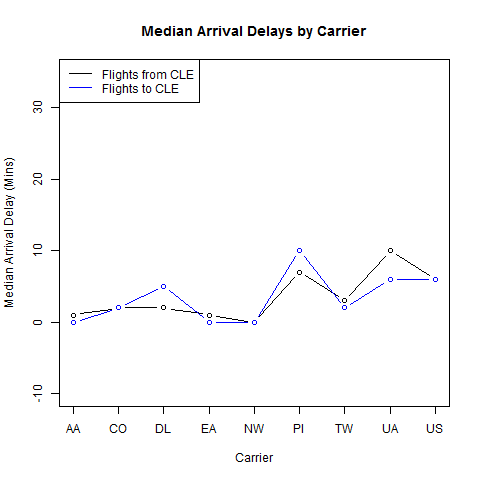 Median Arrival Delays by Carrier
Flights from CLE
Flights to CLE
Median Arrival Delay (Mins)
30
20
10
0
-10
AA CO DL EA NW PI TW UA US
Carrier